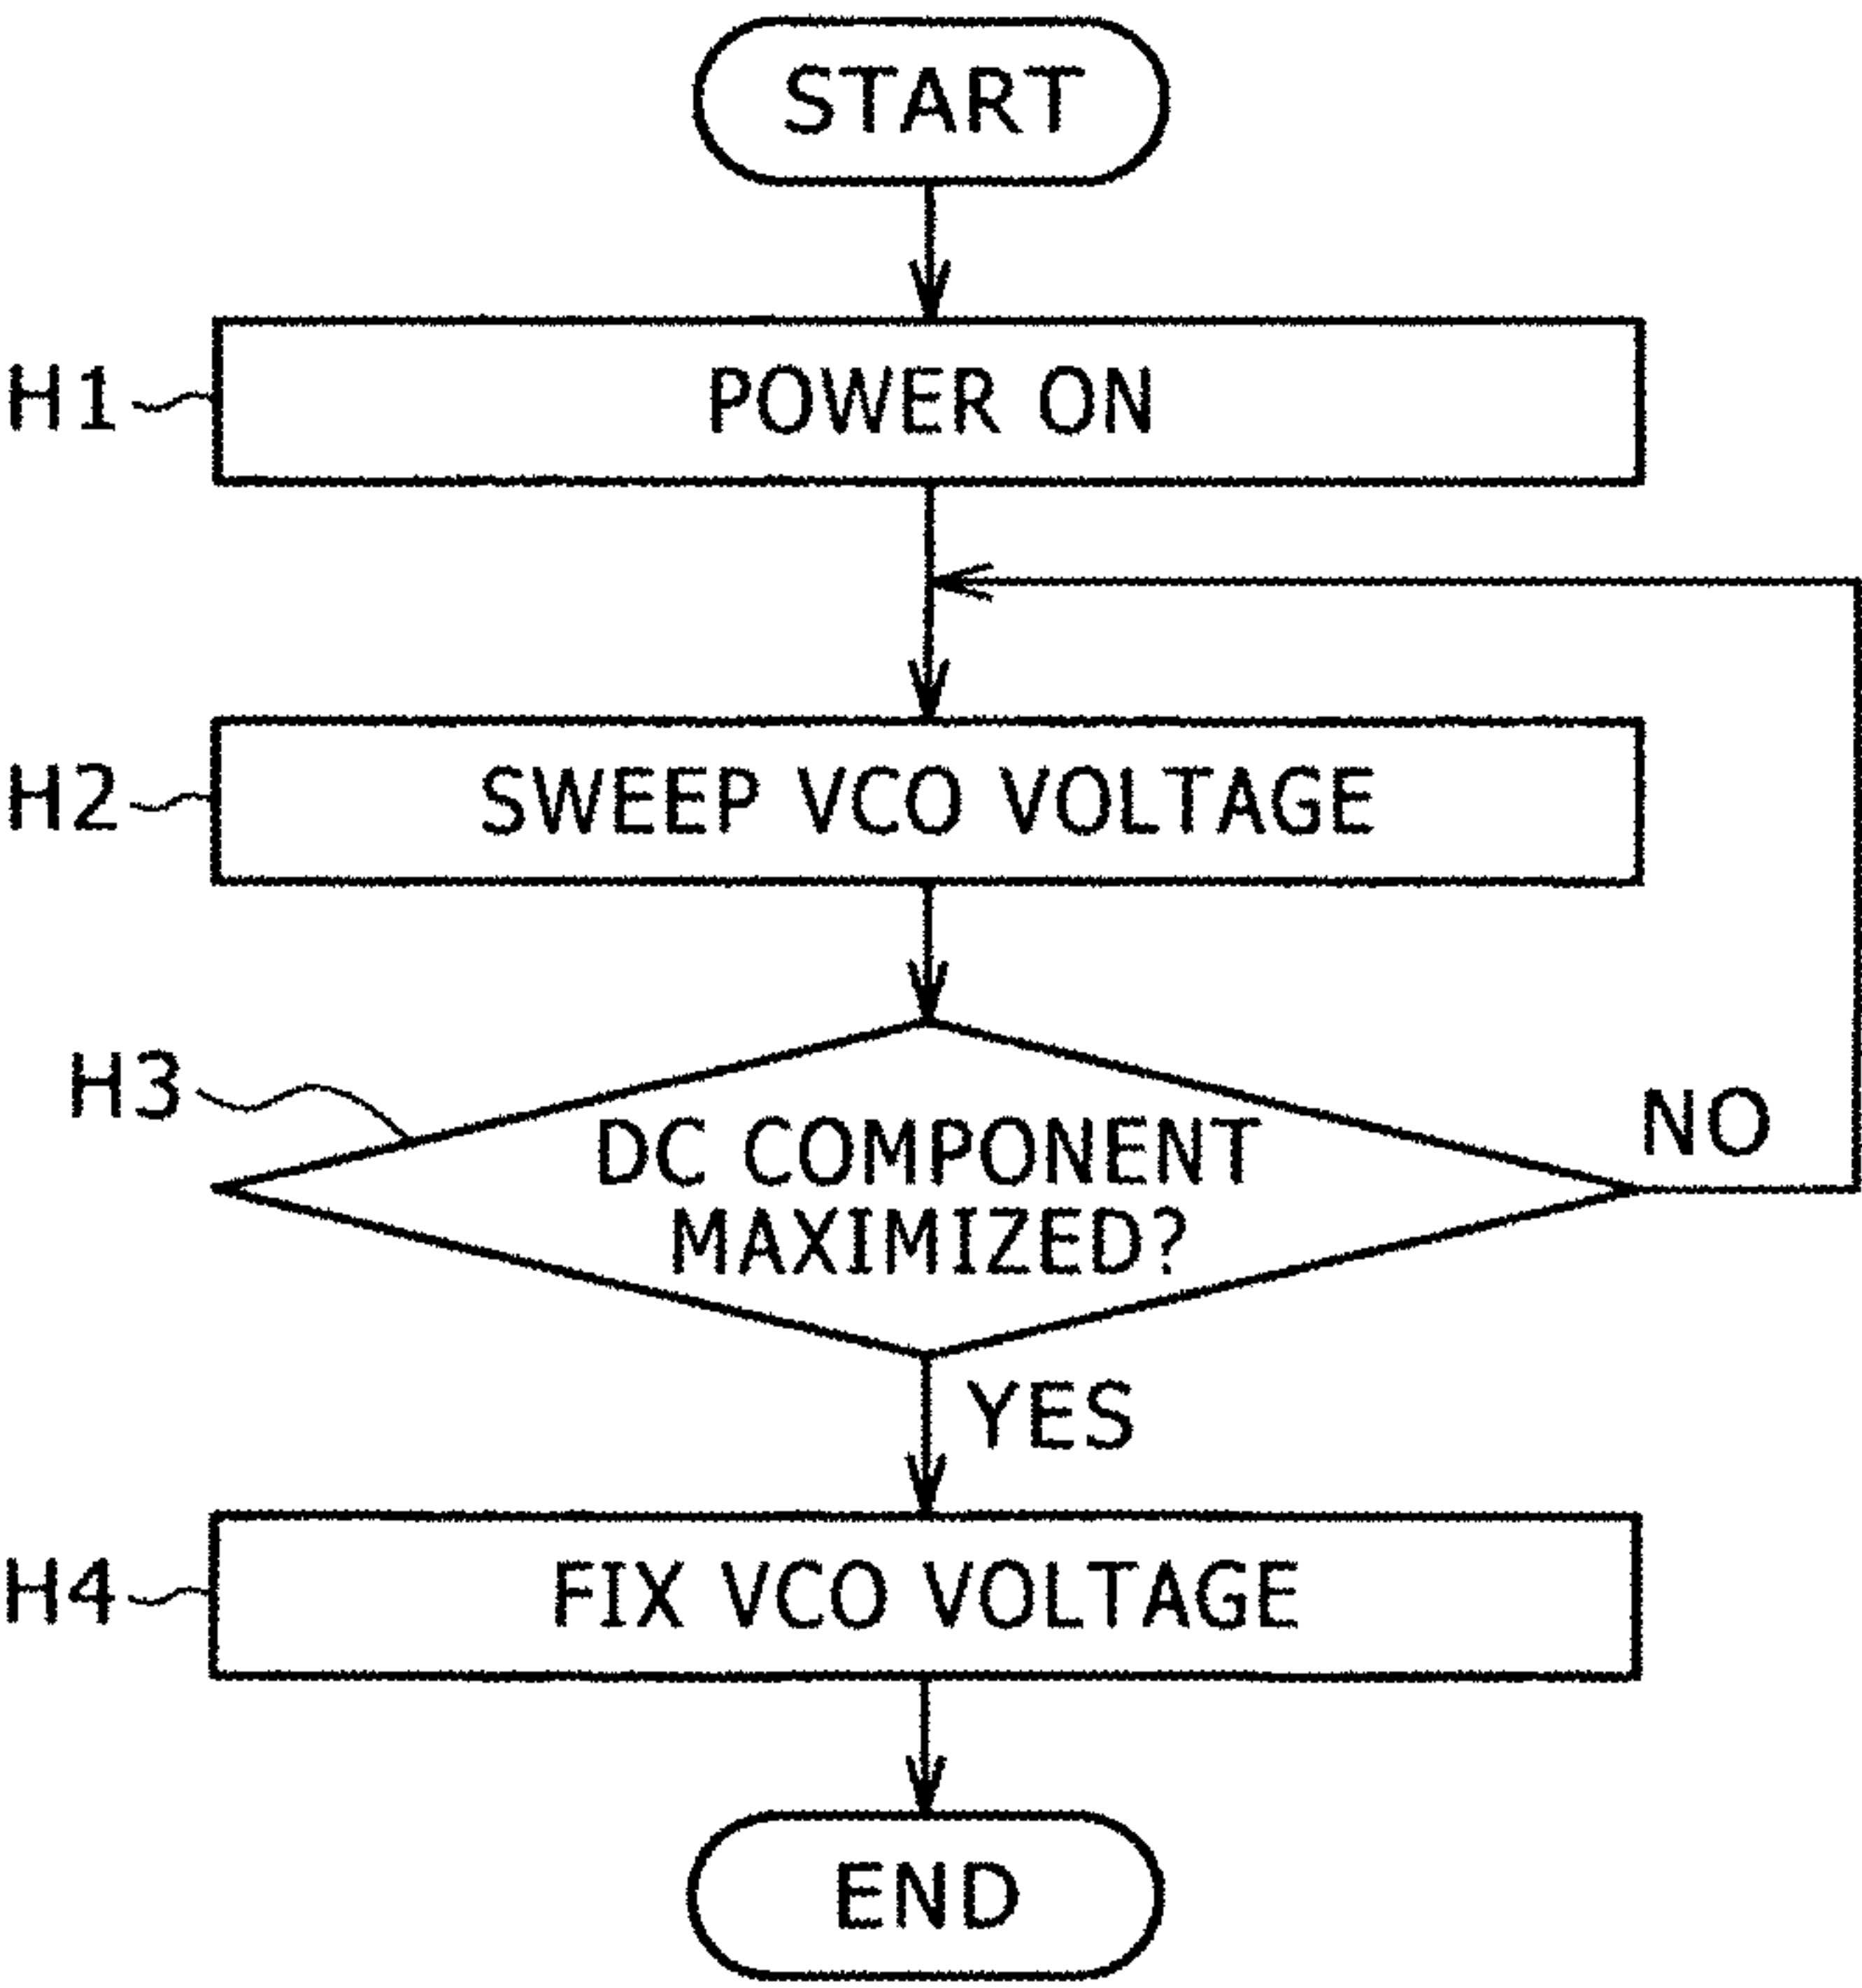 START
H1
POWER ON
H2
SWEEP VCO VOLTAGE
H3
DC COMPONENT
MAXIMIZED?
NO
YES
H4
FIX VCO VOLTAGE
END